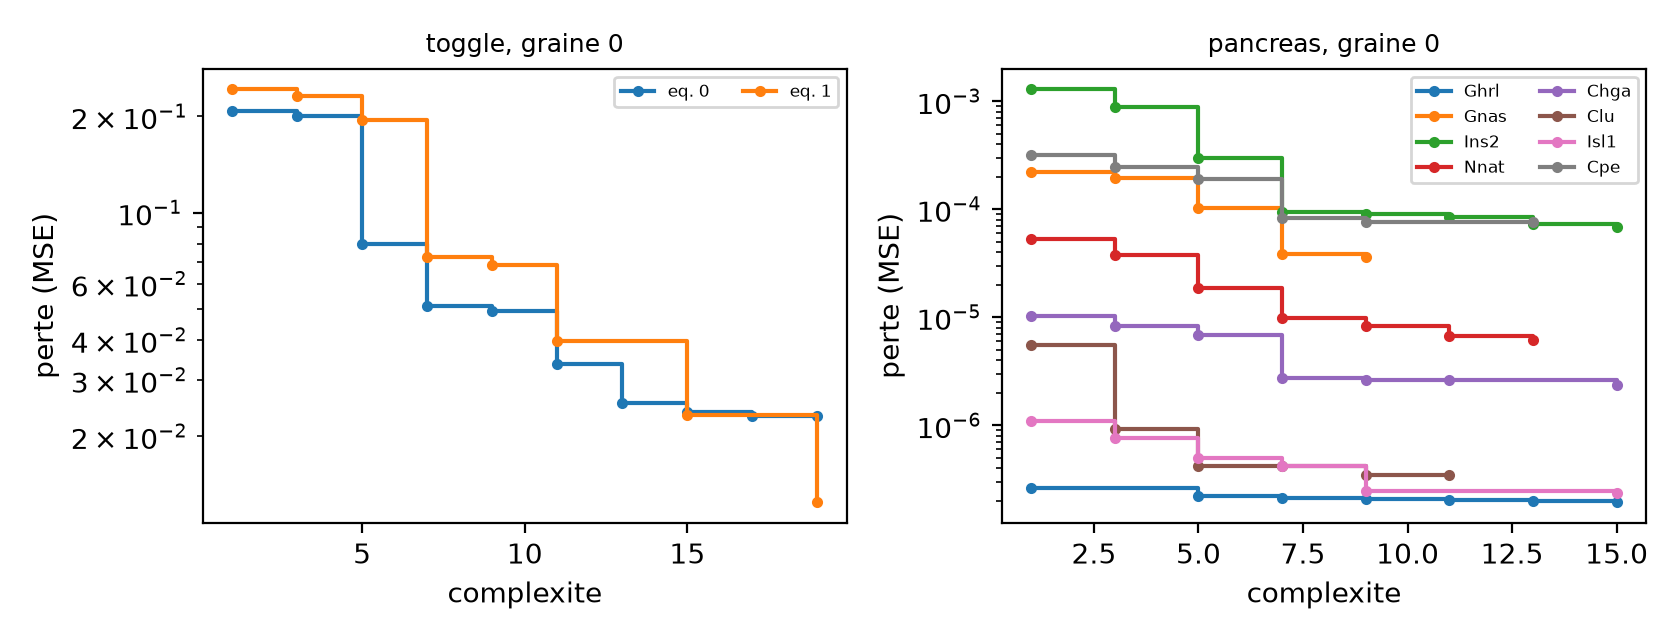 toggle, graine 0
eq. 0 eq. 1
2 × 10⁻¹
10⁻¹
6 × 10⁻²
4 × 10⁻²
3 × 10⁻²
2 × 10⁻²
perte (MSE)
5 10 15
complexite
pancreas, graine 0
Ghrl Chga
Gnas Clu
Ins2 Isl1
Nnat Cpe
10⁻³
10⁻⁴
10⁻⁵
10⁻⁶
perte (MSE)
2.5 5.0 7.5 10.0 12.5 15.0
complexite